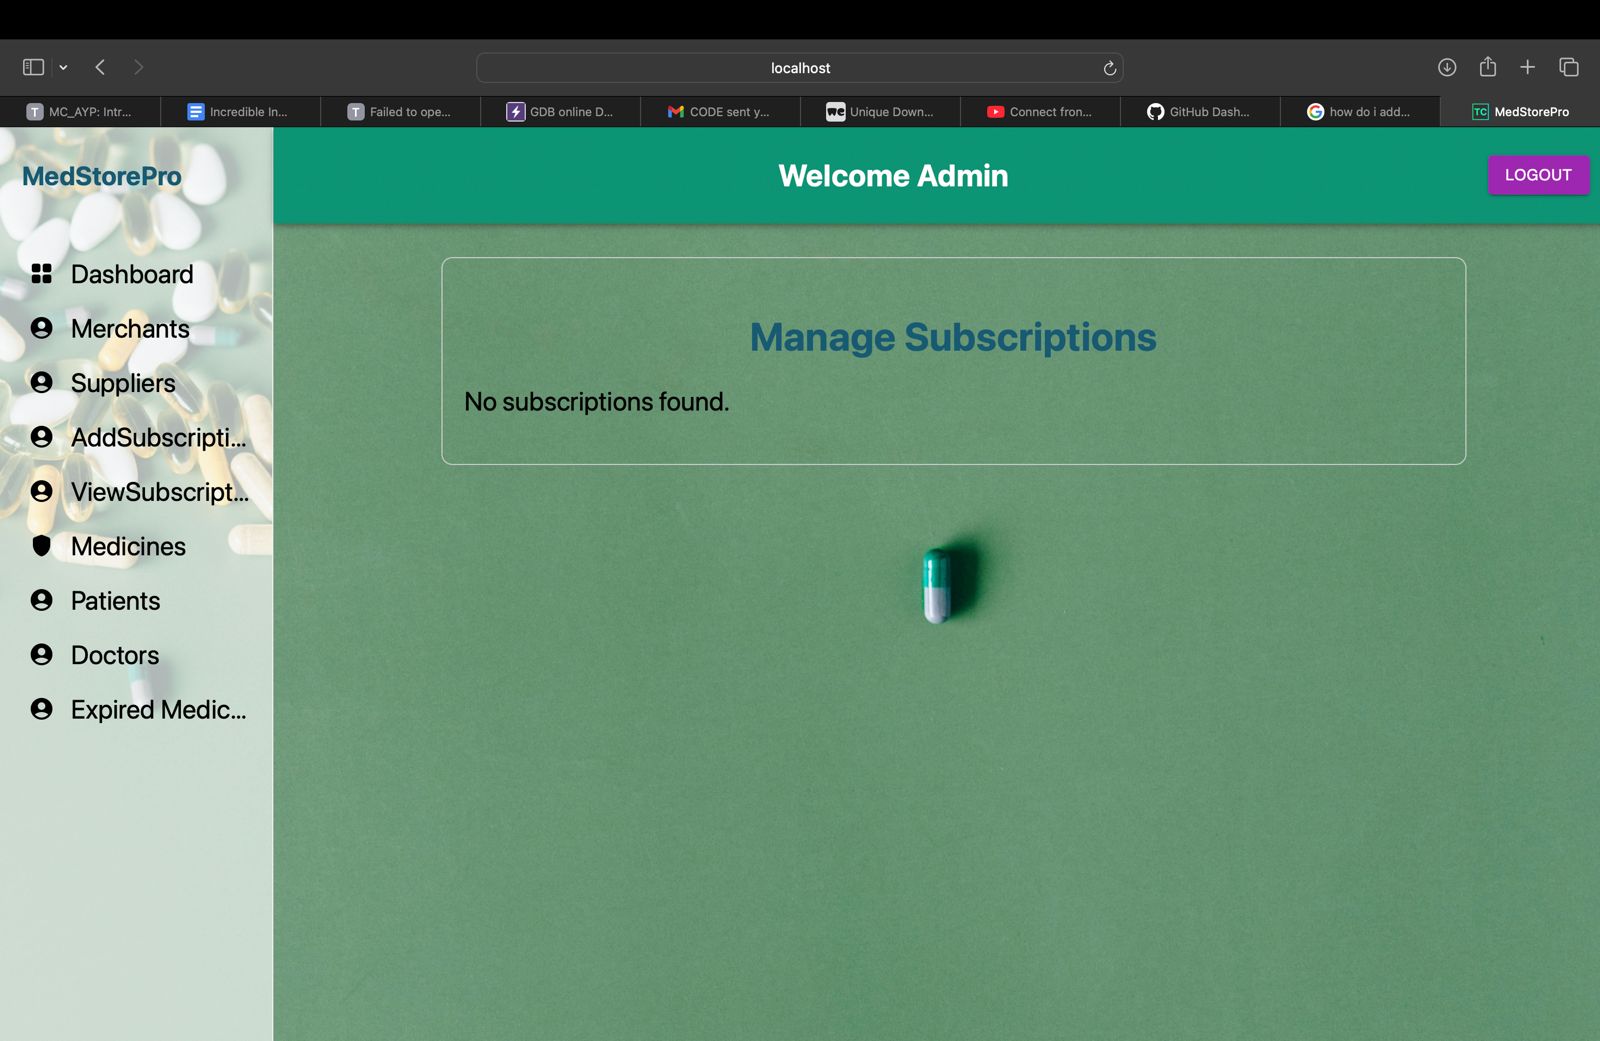 localhost
MC_AYP: Intr...
Incredible In...
Failed to ope...
GDB online D...
CODE sent y...
Unique Down...
Connect fron...
GitHub Dash...
how do i add...
TC MedStorePro
MedStorePro
Welcome Admin
LOGOUT
Dashboard
Merchants
Suppliers
AddSubscripti...
ViewSubscript...
Medicines
Patients
Doctors
Expired Medic...
Manage Subscriptions
No subscriptions found.